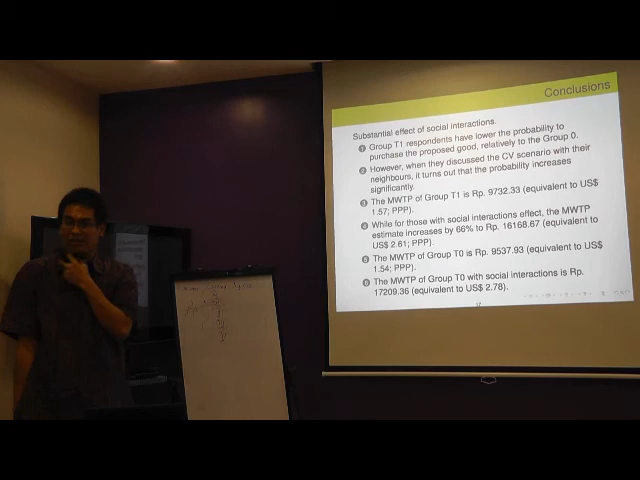 Conclusions
Substantial effect of social interactions.
1 Group T1 respondents have lower the probability to
purchase the proposed good, relatively to the Group 0.
2 However, when they discussed the CV scenario with their
neighbours, it turns out that the probability increases
significantly.
3 The MWTP of Group T1 is Rp. 9732.33 (equivalent to US$
1.57; PPP).
4 While for those with social interactions effect, the MWTP
estimate increases by 66% to Rp. 16168.67 (equivalent to
US$ 2.61; PPP).
5 The MWTP of Group T0 is Rp. 9537.93 (equivalent to US$
1.54; PPP).
6 The MWTP of Group T0 with social interactions is Rp.
17209.36 (equivalent to US$ 2.78).